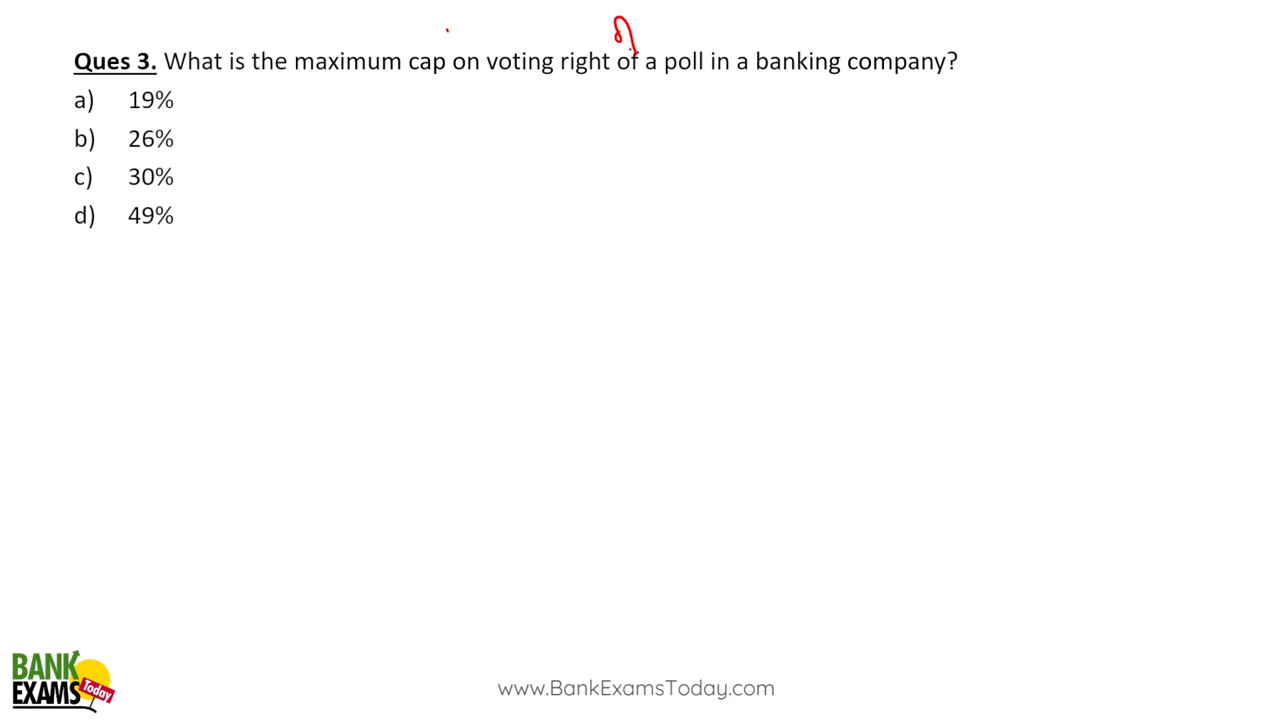 Ques 3. What is the maximum cap on voting right of a poll in a banking company?
a) 19%
b) 26%
c) 30%
d) 49%
BANK
EXAMS Today
www.BankExamsToday.com